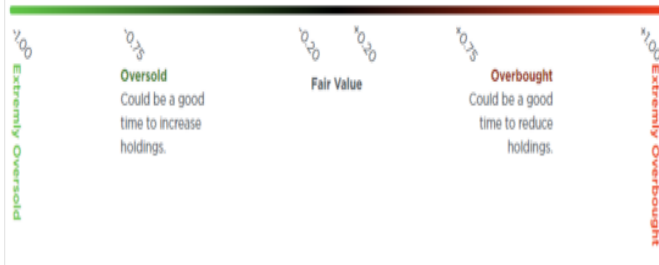 -1.00
-0.75
-0.20
+0.20
+0.75
+1.00
Extremly Oversold
Oversold
Could be a good
time to increase
holdings.
Fair Value
Overbought
Could be a good
time to reduce
holdings.
Extremly Overbought